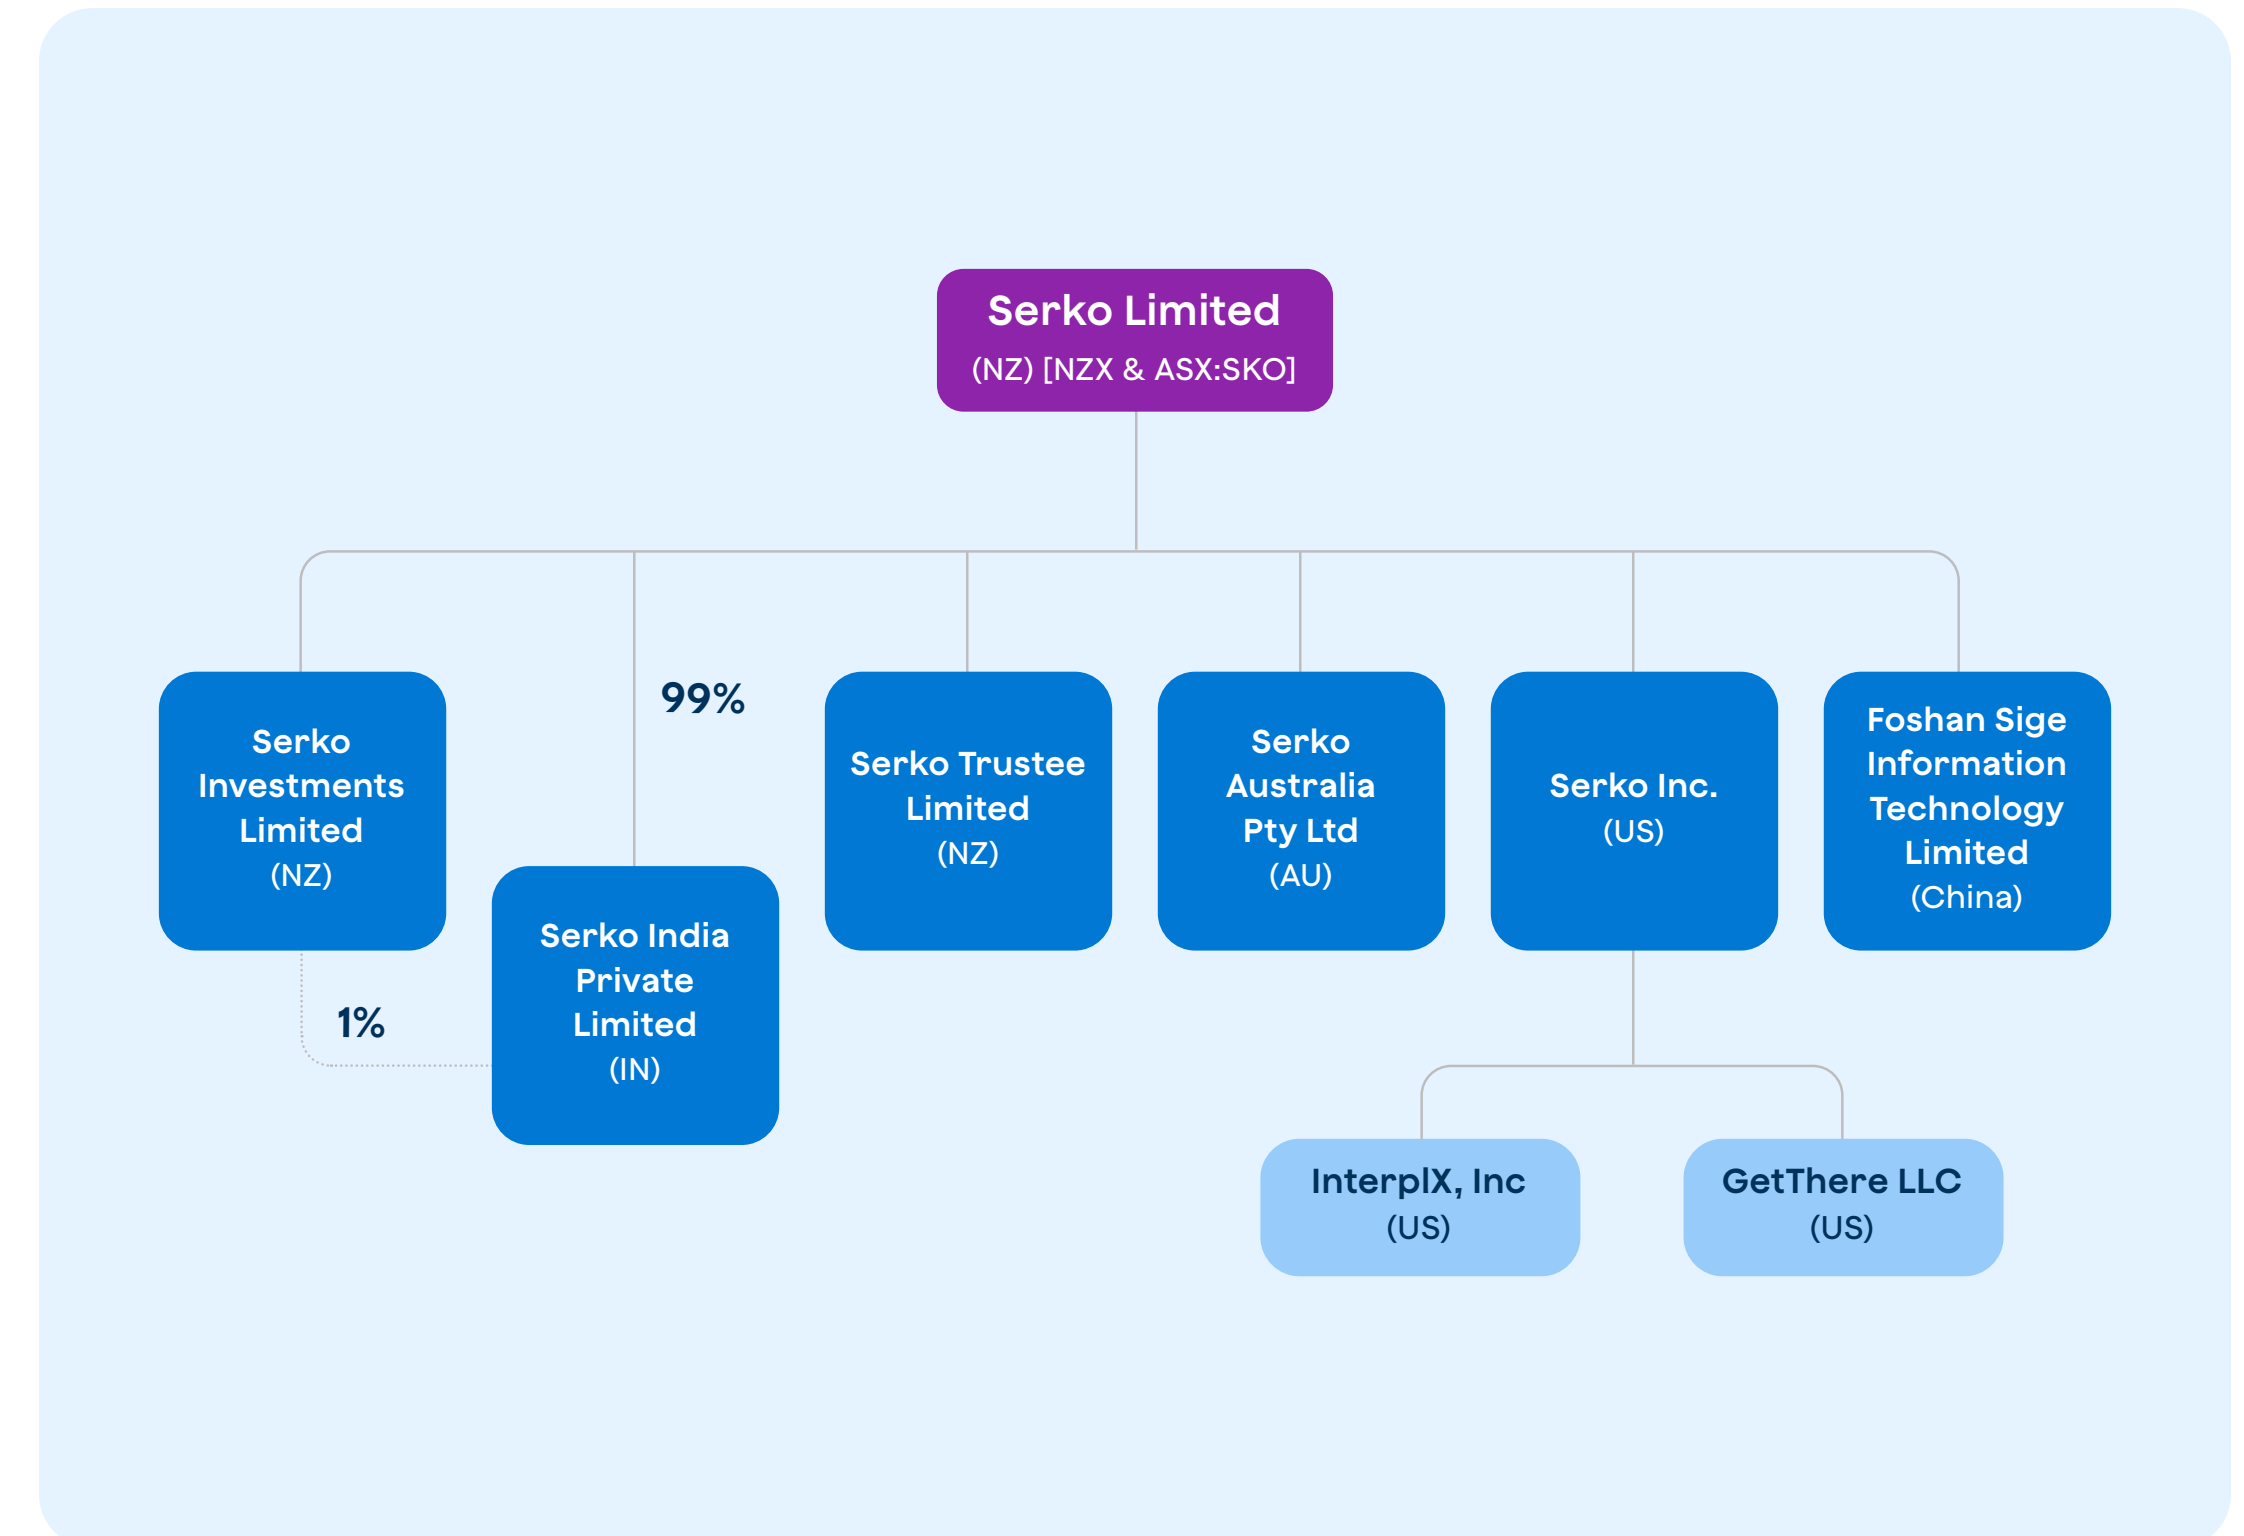 Serko Limited
(NZ) [NZX & ASX:SKO]
Serko
Investments
Limited
(NZ)
1%
99%
Serko India
Private
Limited
(IN)
Serko Trustee
Limited
(NZ)
Serko
Australia
Pty Ltd
(AU)
Serko Inc.
(US)
Foshan Sige
Information
Technology
Limited
(China)
InterplX, Inc
(US)
GetThere LLC
(US)